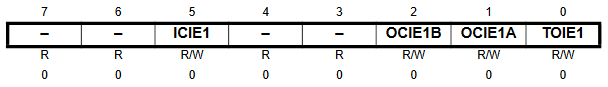 7 6 5 4 3 2 1 0
– – ICIE1 – – OCIE1B OCIE1A TOIE1
R R R/W R R R/W R/W R/W
0 0 0 0 0 0 0 0